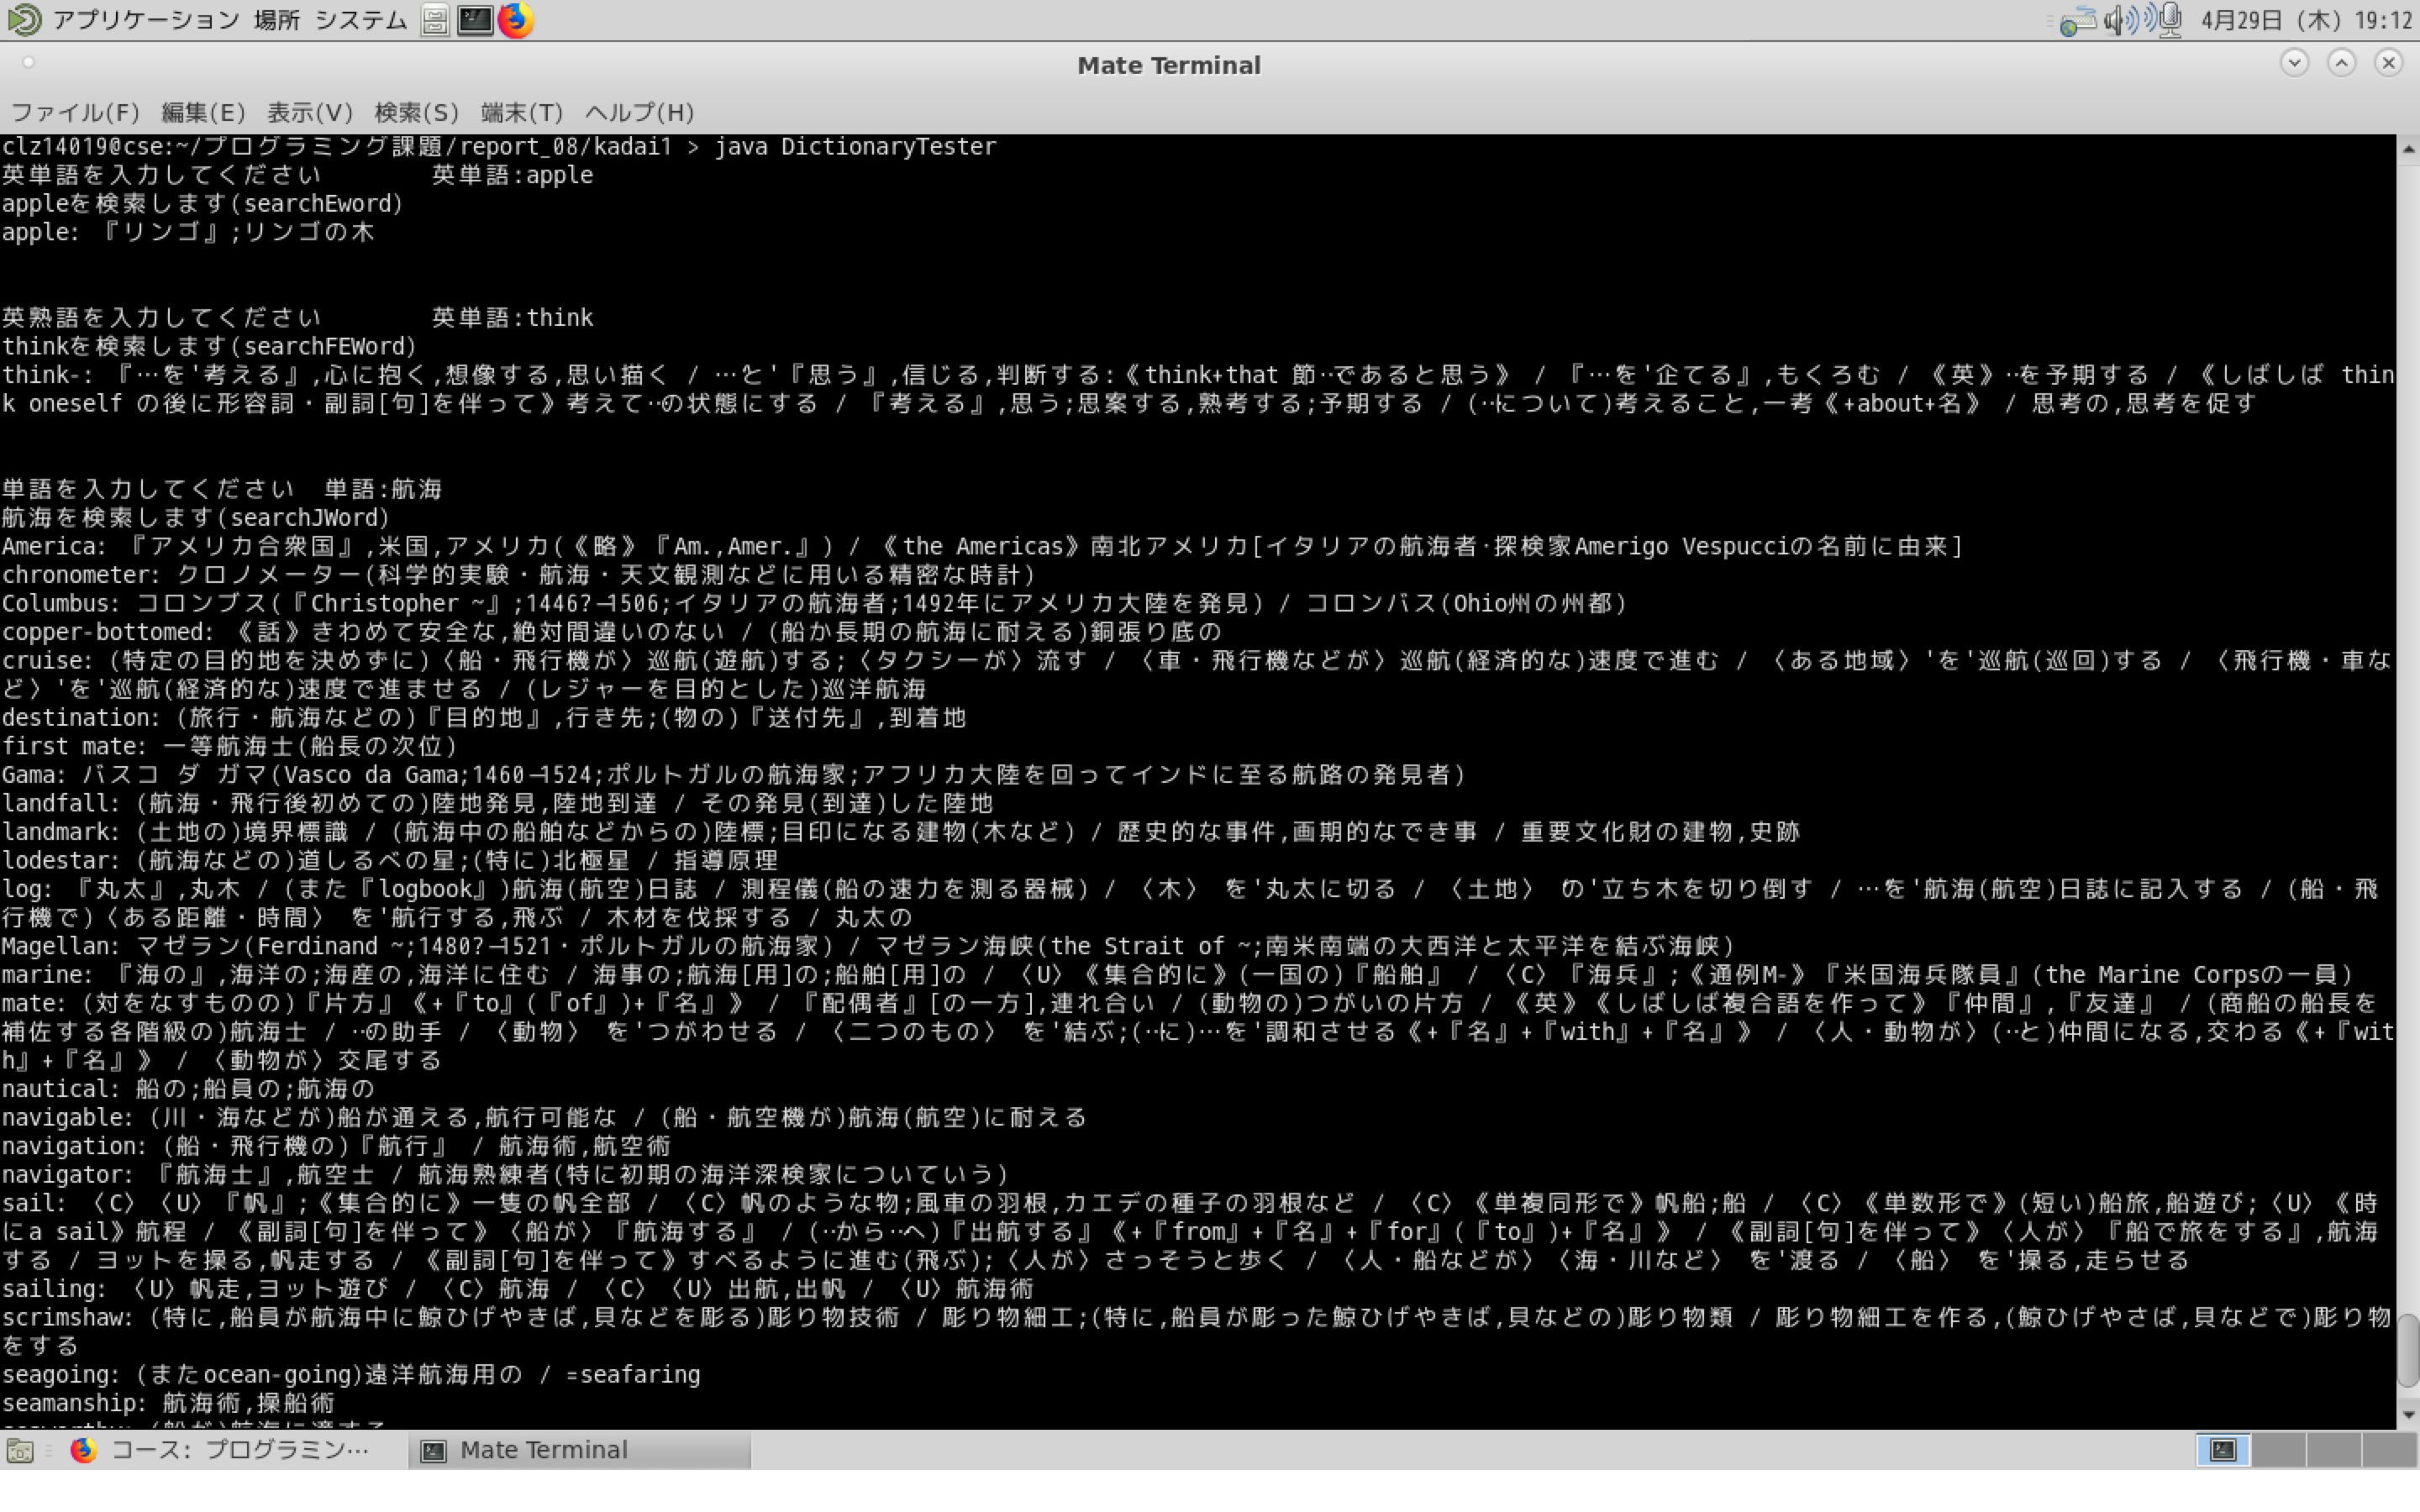 アプリケーション 場所 システム 4月29日 (木) 19:12
Mate Terminal
ファイル(F) 編集(E) 表示(V) 検索(S) 端末(T) ヘルプ(H)
clz14019@cse:~/プログラミング課題/report_08/kadai1 > java DictionaryTester
英単語を入力してください 英単語:apple
appleを検索します(searchEword)
apple: 『リンゴ』;リンゴの木
英熟語を入力してください 英単語:think
thinkを検索します(searchFEWord)
think-: 『…を'考える』,心に抱く,想像する,思い描く / …と'『思う』,信じる,判断する:《think+that 節‥であると思う》 / 『…を'企てる』,もくろむ / 《英》‥を予期する / 《しばしば thin
k oneself の後に形容詞・副詞[句]を伴って》考えて‥の状態にする / 『考える』,思う;思案する,熟考する;予期する / (‥について)考えること,一考《+about+名》 / 思考の,思考を促す
単語を入力してください 単語:航海
航海を検索します(searchJWord)
America: 『アメリカ合衆国』,米国,アメリカ(《略》『Am.,Amer.』) / 《the Americas》南北アメリカ[イタリアの航海者・探検家Amerigo Vespucciの名前に由来]
chronometer: クロノメーター(科学的実験・航海・天文観測などに用いる精密な時計)
Columbus: コロンブス(『Christopher ~』;1446?–1506;イタリアの航海者;1492年にアメリカ大陸を発見) / コロンバス(Ohio州の州都)
copper-bottomed: 《話》きわめて安全な,絶対間違いのない / (船か長期の航海に耐える)銅張り底の
cruise: (特定の目的地を決めずに)〈船・飛行機が〉巡航(遊航)する;〈タクシーが〉流す / 〈車・飛行機などが〉巡航(経済的な)速度で進む / 〈ある地域〉'を'巡航(巡回)する / 〈飛行機・車な
ど〉'を'巡航(経済的な)速度で進ませる / (レジャーを目的とした)巡洋航海
destination: (旅行・航海などの)『目的地』,行き先;(物の)『送付先』,到着地
first mate: 一等航海士(船長の次位)
Gama: バスコ ダ ガマ(Vasco da Gama;1460–1524;ポルトガルの航海家;アフリカ大陸を回ってインドに至る航路の発見者)
landfall: (航海・飛行後初めての)陸地発見,陸地到達 / その発見(到達)した陸地
landmark: (土地の)境界標識 / (航海中の船舶などからの)陸標;目印になる建物(木など) / 歴史的な事件,画期的なでき事 / 重要文化財の建物,史跡
lodestar: (航海などの)道しるべの星;(特に)北極星 / 指導原理
log: 『丸太』,丸木 / (また『logbook』)航海(航空)日誌 / 測程儀(船の速力を測る器械) / 〈木〉 を'丸太に切る / 〈土地〉 の'立ち木を切り倒す / …を'航海(航空)日誌に記入する / (船・飛
行機で)〈ある距離・時間〉 を'航行する,飛ぶ / 木材を伐採する / 丸太の
Magellan: マゼラン(Ferdinand ~;1480?–1521・ポルトガルの航海家) / マゼラン海峡(the Strait of ~;南米南端の大西洋と太平洋を結ぶ海峡)
marine: 『海の』,海洋の;海産の,海洋に住む / 海事の;航海[用]の;船舶[用]の / 〈U〉《集合的に》(一国の)『船舶』 / 〈C〉『海兵』;《通例M-》『米国海兵隊員』(the Marine Corpsの一員)
mate: (対をなすものの)『片方』《+『to』(『of』)+『名』》 / 『配偶者』[の一方],連れ合い / (動物の)つがいの片方 / 《英》《しばしば複合語を作って》『仲間』,『友達』 / (商船の船長を
補佐する各階級の)航海士 / ‥の助手 / 〈動物〉 を'つがわせる / 〈二つのもの〉 を'結ぶ;(‥に)…を'調和させる《+『名』+『with』+『名』》 / 〈人・動物が〉(‥と)仲間になる,交わる《+『wit
h』+『名』》 / 〈動物が〉交尾する
nautical: 船の;船員の;航海の
navigable: (川・海などが)船が通える,航行可能な / (船・航空機が)航海(航空)に耐える
navigation: (船・飛行機の)『航行』 / 航海術,航空術
navigator: 『航海士』,航空士 / 航海熟練者(特に初期の海洋深検家についていう)
sail: 〈C〉〈U〉『帆』;《集合的に》一隻の帆全部 / 〈C〉帆のような物;風車の羽根,カエデの種子の羽根など / 〈C〉《単複同形で》帆船;船 / 〈C〉《単数形で》(短い)船旅,船遊び;〈U〉《時
にa sail》航程 / 《副詞[句]を伴って》〈船が〉『航海する』 / (‥から‥へ)『出航する』《+『from』+『名』+『for』(『to』)+『名』》 / 《副詞[句]を伴って》〈人が〉『船で旅をする』,航海
する / ヨットを操る,帆走する / 《副詞[句]を伴って》すべるように進む(飛ぶ);〈人が〉さっそうと歩く / 〈人・船などが〉〈海・川など〉 を'渡る / 〈船〉 を'操る,走らせる
sailing: 〈U〉帆走,ヨット遊び / 〈C〉航海 / 〈C〉〈U〉出航,出帆 / 〈U〉航海術
scrimshaw: (特に,船員が航海中に鯨ひげやきば,貝などを彫る)彫り物技術 / 彫り物細工;(特に,船員が彫った鯨ひげやきば,貝などの)彫り物類 / 彫り物細工を作る,(鯨ひげやさば,貝などで)彫り物
をする
seagoing: (またocean-going)遠洋航海用の / =seafaring
seamanship: 航海術,操船術
コース: プログラミン… Mate Terminal